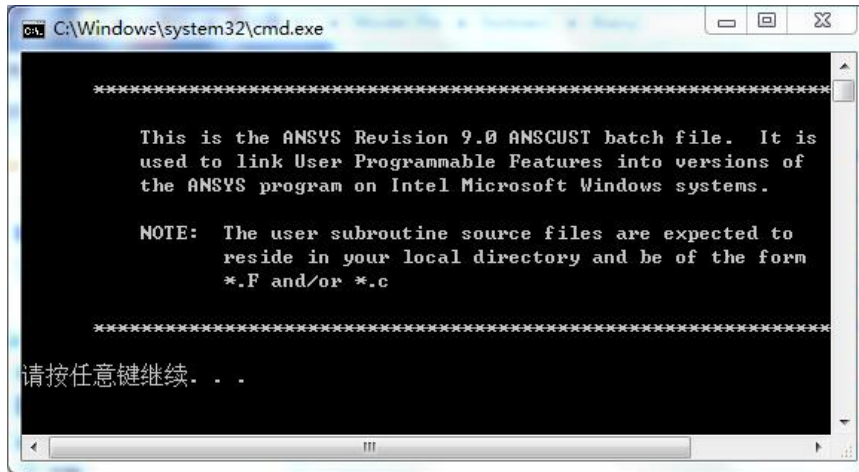 C:\Windows\system32\cmd.exe
*************************************************************
This is the ANSYS Revision 9.0 ANSCUST batch file.  It is
used to link User Programmable Features into versions of
the ANSYS program on Intel Microsoft Windows systems.
NOTE:  The user subroutine source files are expected to
reside in your local directory and be of the form
*.F and/or *.c
*************************************************************
请按任意键继续. . .